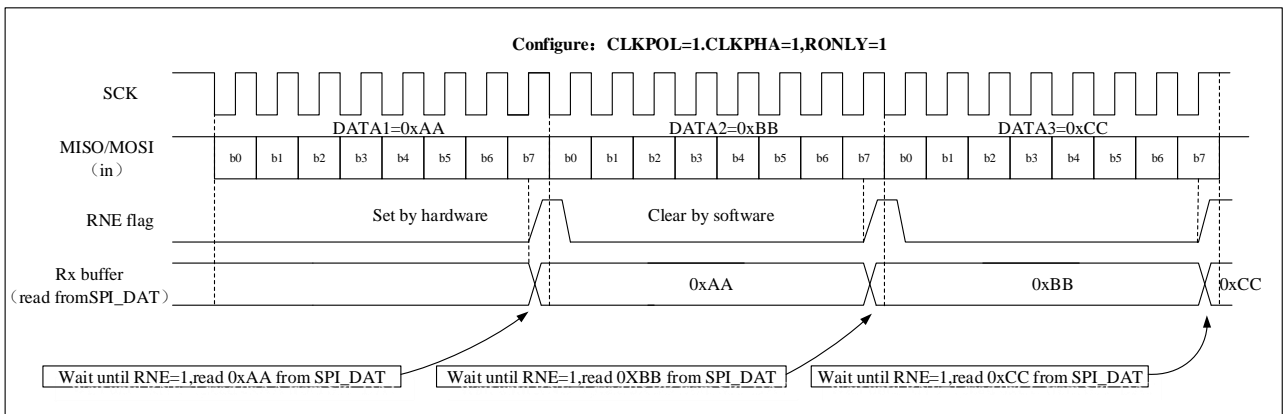 Configure：CLKPOL=1.CLKPHA=1,RONLY=1
SCK
DATA1=0xAA DATA2=0xBB DATA3=0xCC
MISO/MOSI
（in）
b0 b1 b2 b3 b4 b5 b6 b7 b0 b1 b2 b3 b4 b5 b6 b7 b0 b1 b2 b3 b4 b5 b6 b7
RNE flag
Set by hardware Clear by software
Rx buffer
（read fromSPI_DAT）
0xAA 0xBB 0xCC
Wait until RNE=1,read 0xAA from SPI_DAT
Wait until RNE=1,read 0XBB from SPI_DAT
Wait until RNE=1,read 0xCC from SPI_DAT